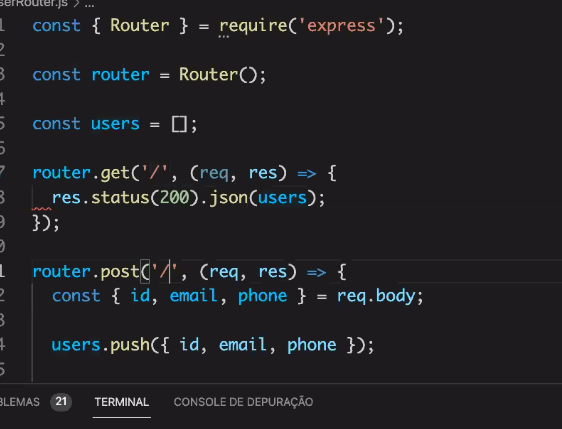 serRouter.js > ...
1 const { Router } = require('express');
2
3 const router = Router();
4
5 const users = [];
6
7 router.get('/', (req, res) => {
8 res.status(200).json(users);
9 });
0
1 router.post('/', (req, res) => {
2 const { id, email, phone } = req.body;
3
4 users.push({ id, email, phone });
5
BLEMAS 21 TERMINAL CONSOLE DE DEPURAÇÃO